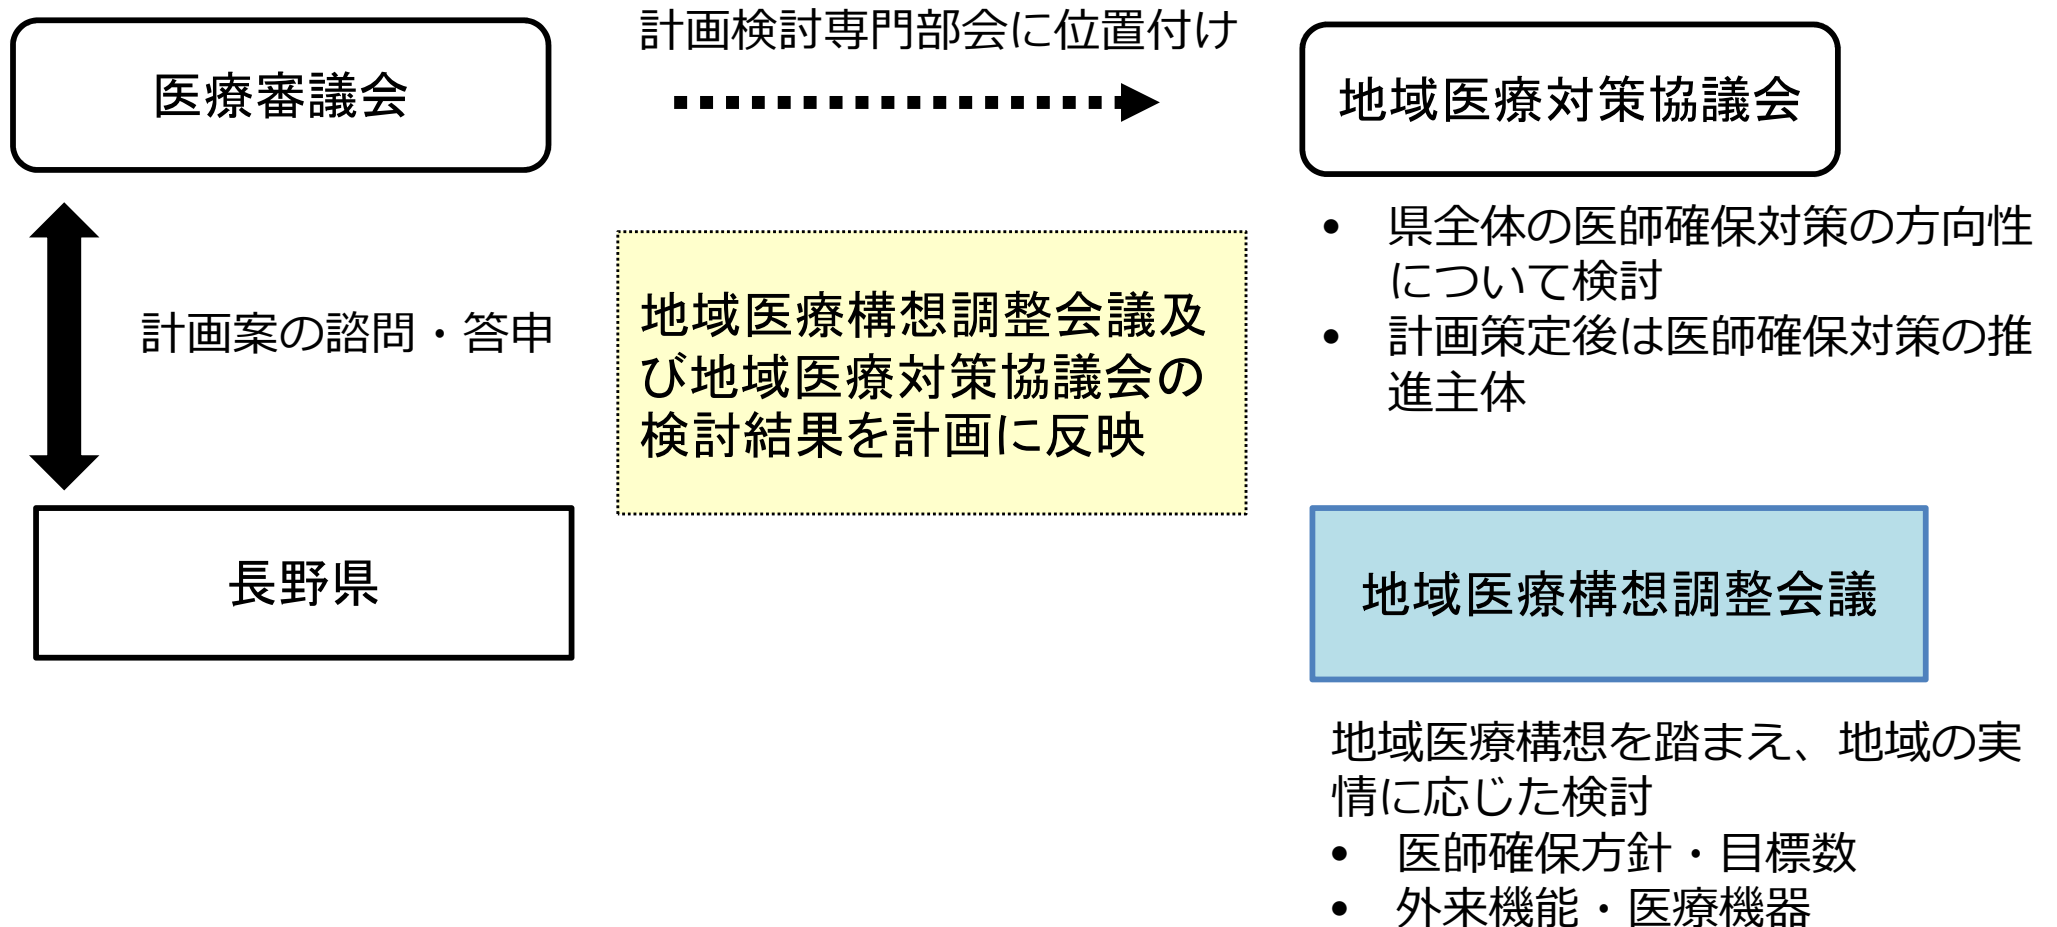 計画検討専門部会に位置付け
医療審議会
地域医療対策協議会
• 県全体の医師確保対策の方向性
について検討
• 計画策定後は医師確保対策の推
進主体
計画案の諮問・答申
地域医療構想調整会議及
び地域医療対策協議会の
検討結果を計画に反映
長野県
地域医療構想調整会議
地域医療構想を踏まえ、地域の実
情に応じた検討
• 医師確保方針・目標数
• 外来機能・医療機器